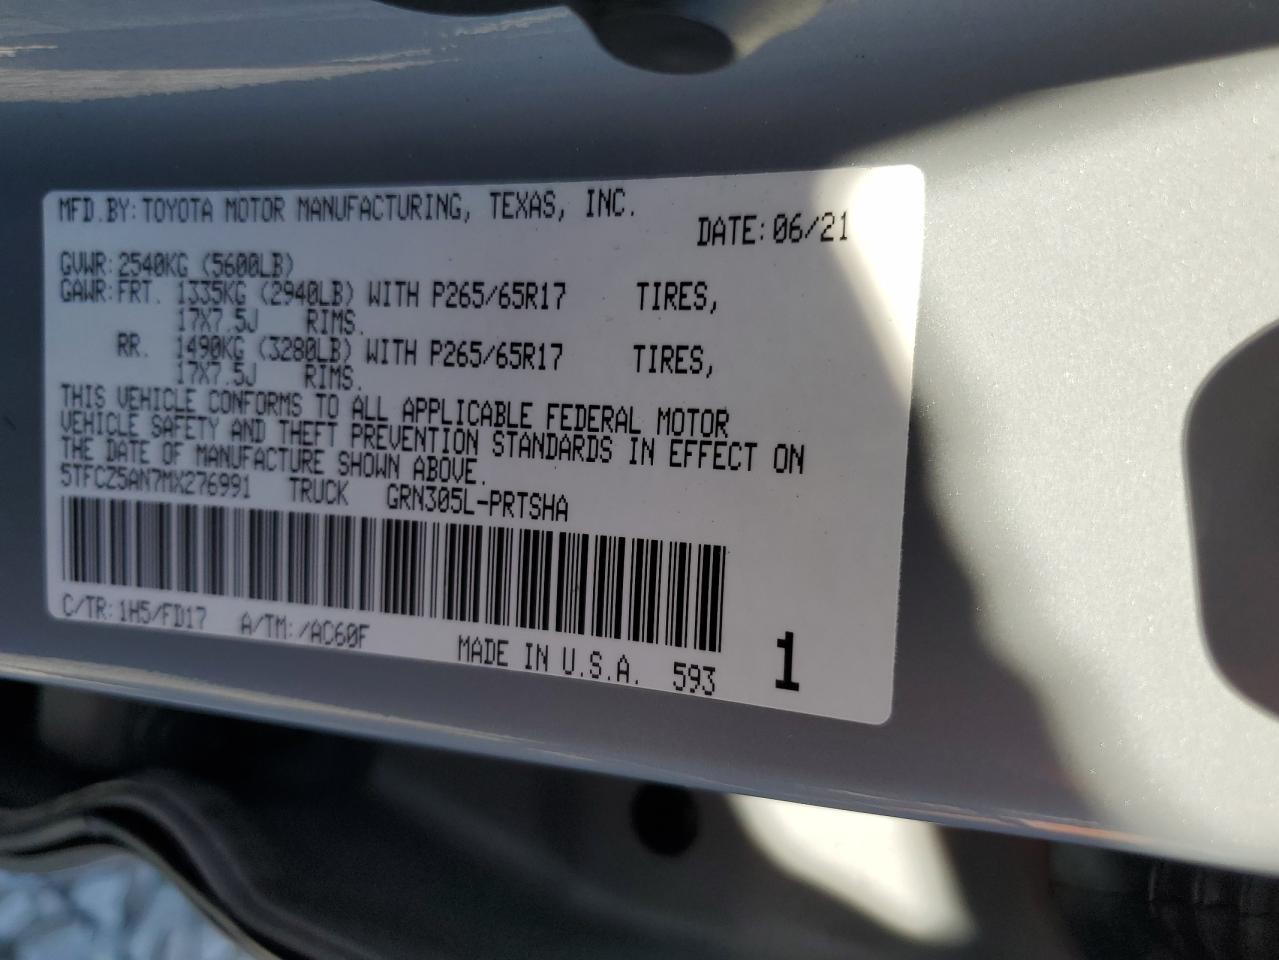 MFD.BY:TOYOTA MOTOR MANUFACTURING, TEXAS, INC.
DATE:06/21
GVWR:2540KG (5600LB)
GAWR:FRT. 1335KG (2940LB) WITH P265/65R17 TIRES,
17X7.5J RIMS.
RR. 1490KG (3280LB) WITH P265/65R17 TIRES,
17X7.5J RIMS.
THIS VEHICLE CONFORMS TO ALL APPLICABLE FEDERAL MOTOR
VEHICLE SAFETY AND THEFT PREVENTION STANDARDS IN EFFECT ON
THE DATE OF MANUFACTURE SHOWN ABOVE.
5TFCZ5AN7MX276991 TRUCK GRN305L-PRTSHA
C/TR:1H5/FD17 A/TM:/AC60F
MADE IN U.S.A. 593 1